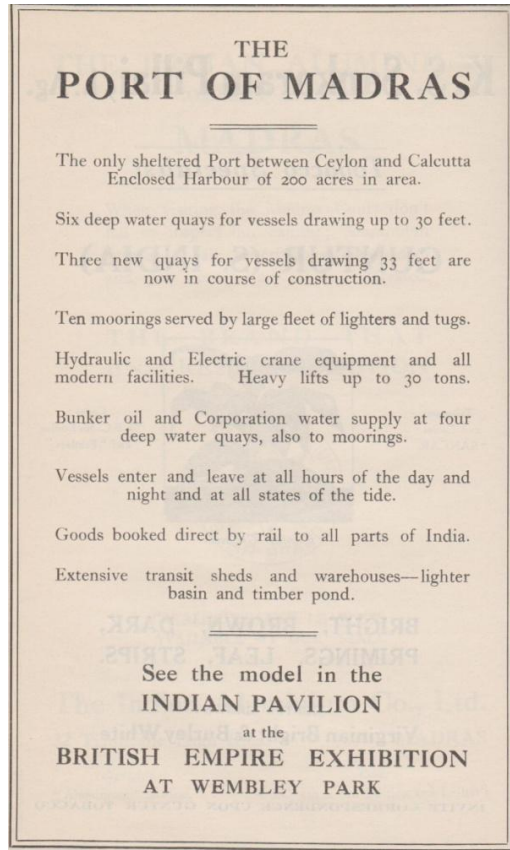 THE
PORT OF MADRAS
The only sheltered Port between Ceylon and Calcutta
Enclosed Harbour of 200 acres in area.
Six deep water quays for vessels drawing up to 30 feet.
Three new quays for vessels drawing 33 feet are
now in course of construction.
Ten moorings served by large fleet of lighters and tugs.
Hydraulic and Electric crane equipment and all
modern facilities. Heavy lifts up to 30 tons.
Bunker oil and Corporation water supply at four
deep water quays, also to moorings.
Vessels enter and leave at all hours of the day and
night and at all states of the tide.
Goods booked direct by rail to all parts of India.
Extensive transit sheds and warehouses—lighter
basin and timber pond.
See the model in the
INDIAN PAVILION
at the
BRITISH EMPIRE EXHIBITION
AT WEMBLEY PARK